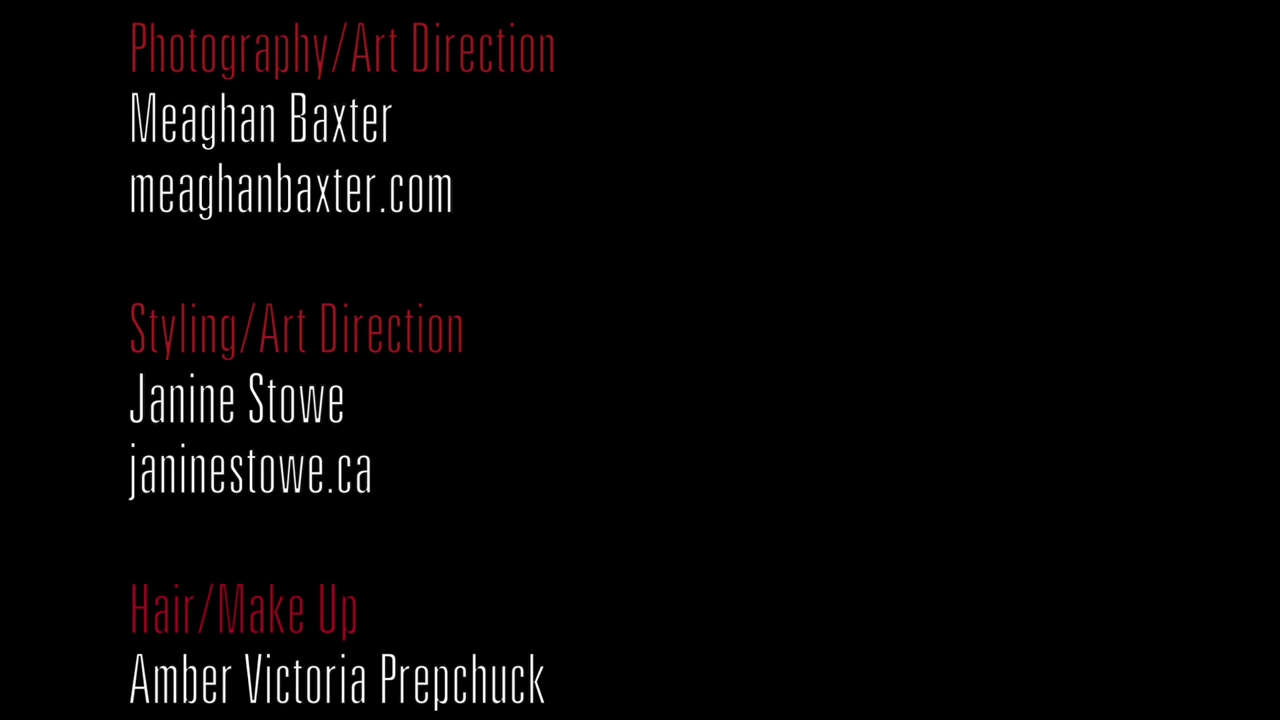 Photography/Art Direction
Meaghan Baxter
meaghanbaxter.com
Styling/Art Direction
Janine Stowe
janinestowe.ca
Hair/Make Up
Amber Victoria Prepchuck